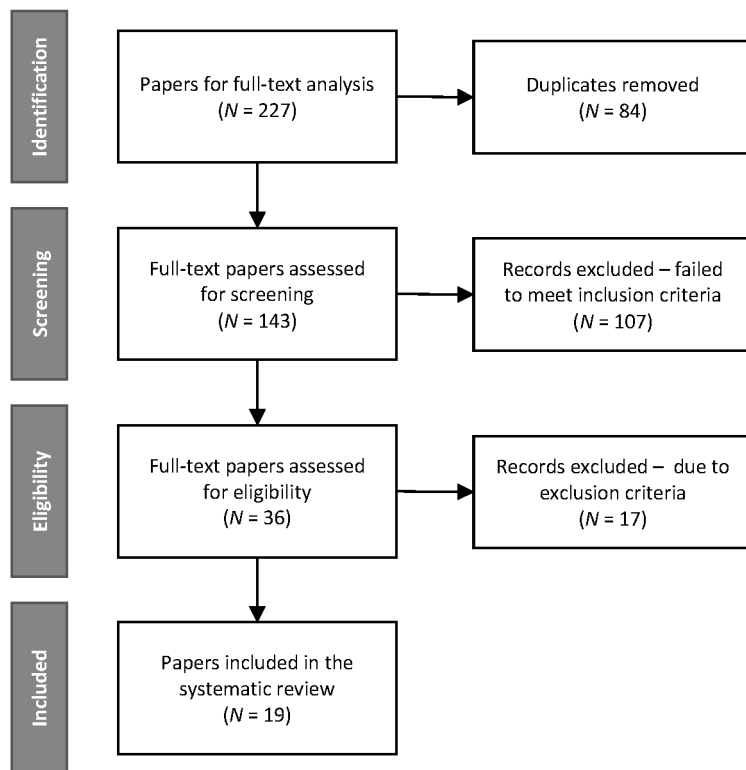 Identification
Papers for full-text analysis
(N = 227)
Duplicates removed
(N = 84)
Screening
Full-text papers assessed
for screening
(N = 143)
Records excluded – failed
to meet inclusion criteria
(N = 107)
Eligibility
Full-text papers assessed
for eligibility
(N = 36)
Records excluded –  due to
exclusion criteria
(N = 17)
Included
Papers included in the
systematic review
(N = 19)